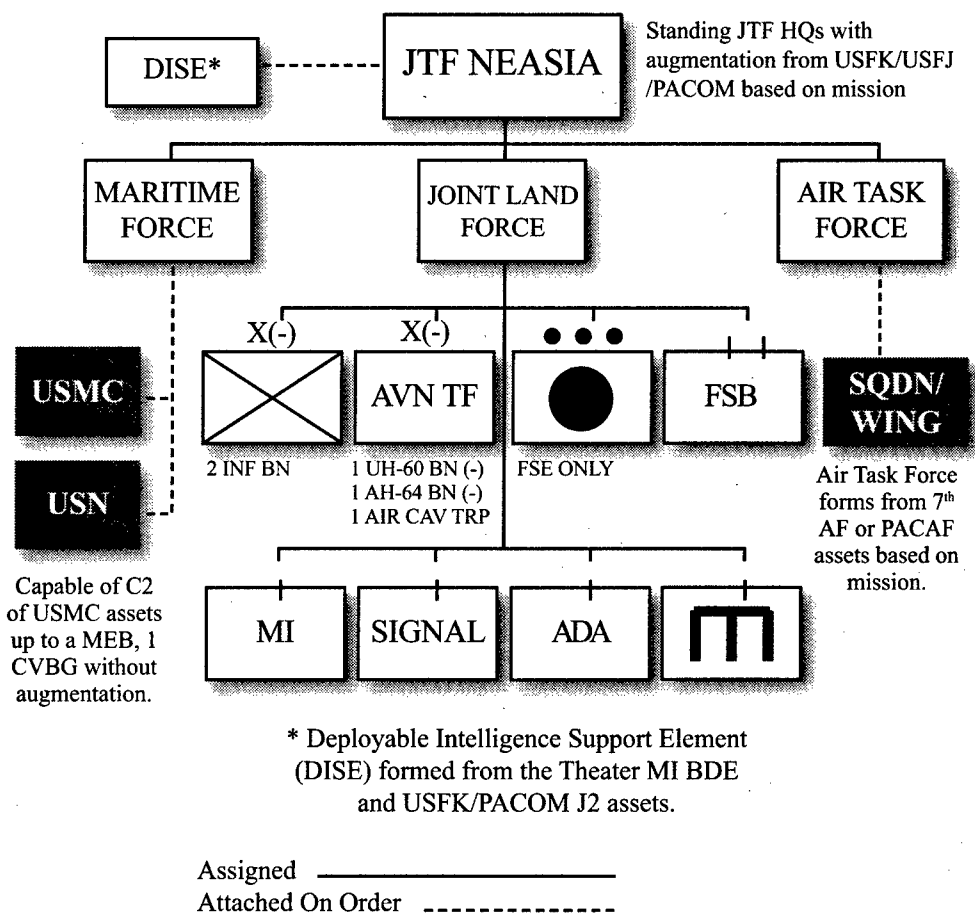 DISE*
JTF NEASIA
Standing JTF HQs with
augmentation from USFK/USFJ
/PACOM based on mission
MARITIME
FORCE
JOINT LAND
FORCE
AIR TASK
FORCE
X(-)
X(-)
USMC
AVN TF
FSB
SQDN/
WING
2 INF BN
1 UH-60 BN (-)
1 AH-64 BN (-)
1 AIR CAV TRP
FSE ONLY
USN
Air Task Force
forms from 7th
AF or PACAF
assets based on
mission.
Capable of C2
of USMC assets
up to a MEB, 1
CVBG without
augmentation.
MI
SIGNAL
ADA
* Deployable Intelligence Support Element
(DISE) formed from the Theater MI BDE
and USFK/PACOM J2 assets.
Assigned
Attached On Order